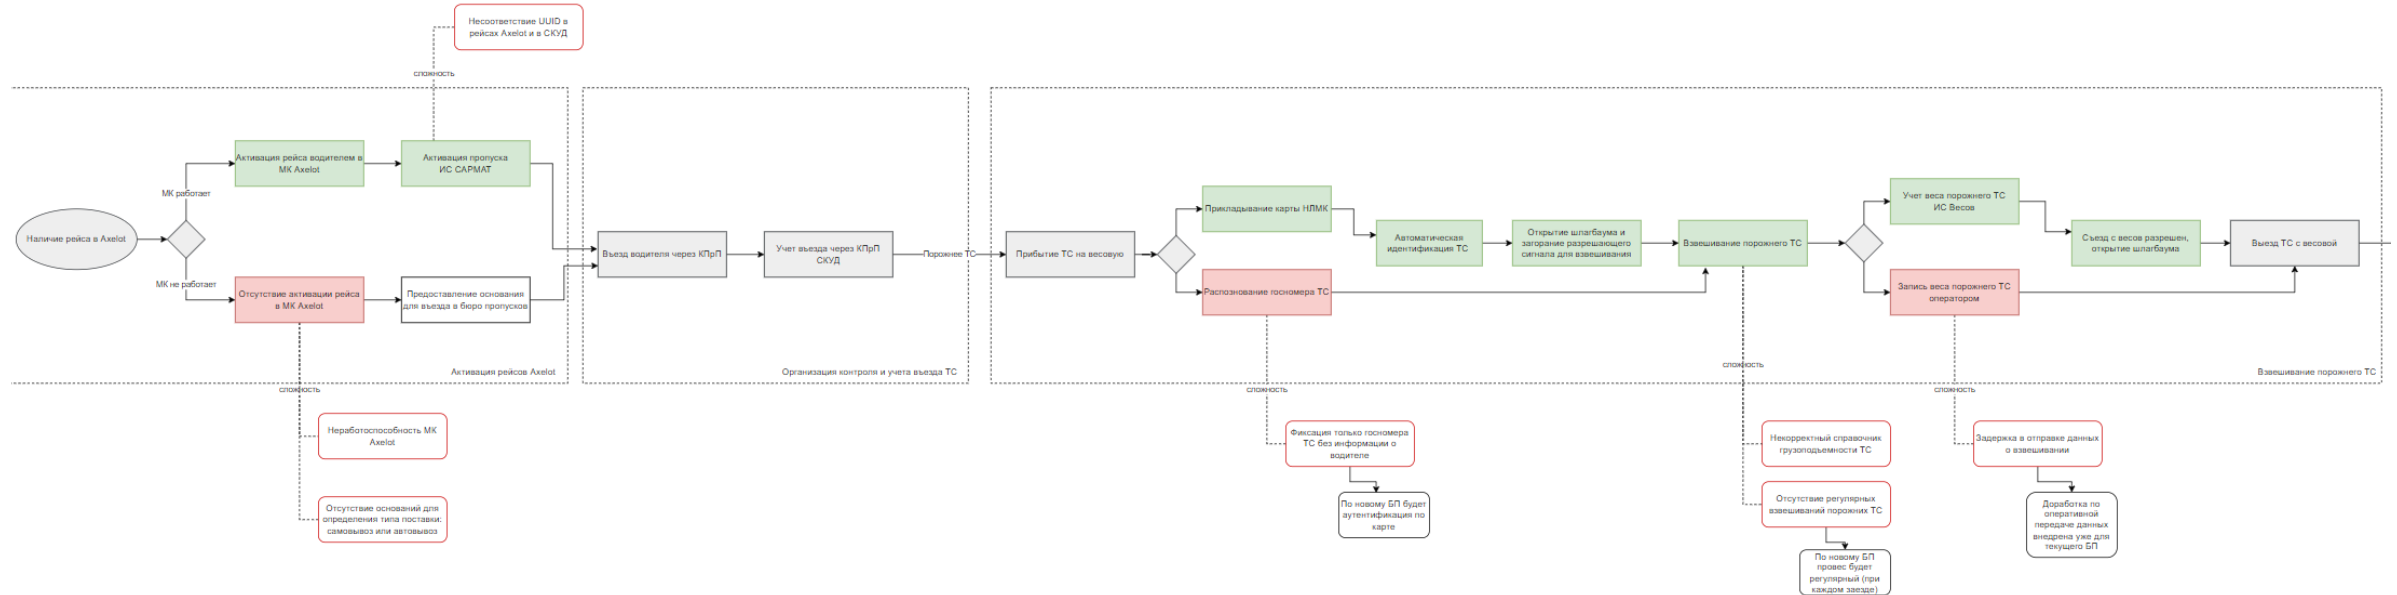 Несоответствие UUID в
рейсах Axelot и в СКУД
сложность
Активация рейса водителем в
МК Axelot
Активация пропуска
ИС САРМАТ
МК работает
Наличие рейса в Axelot
МК не работает
Отсутствие активации рейса
в МК Axelot
Предоставление основания
для въезда в бюро пропусков
Активация рейсов Axelot
сложность
Неработоспособность МК
Axelot
Отсутствие оснований для
определения типа поставки:
самовывоз или автовывоз
Въезд водителя через КПрП
Учет въезда через КПрП
СКУД
Порожнее ТС
Организация контроля и учета въезда ТС
Прибытие ТС на весовую
Прикладывание карты НЛМК
Распознование госномера ТС
Автоматическая
идентификация ТС
Открытие шлагбаума и
загорание разрешающего
сигнала для взвешивания
Взвешивание порожнего ТС
Учет веса порожнего ТС
ИС Весов
Запись веса порожнего ТС
оператором
Съезд с весов разрешен,
открытие шлагбаума
Выезд ТС с весовой
Взвешивание порожнего ТС
сложность
Фиксация только госномера
ТС без информации о
водителе
По новому БП будет
аутентификация по
карте
сложность
Некорректный справочник
грузоподъемности ТС
Отсутствие регулярных
взвешиваний порожних ТС
По новому БП
провес будет
регулярный (при
каждом заезде)
сложность
Задержка в отправке данных
о взвешивании
Доработка по
оперативной
передаче данных
внедрена уже для
текущего БП